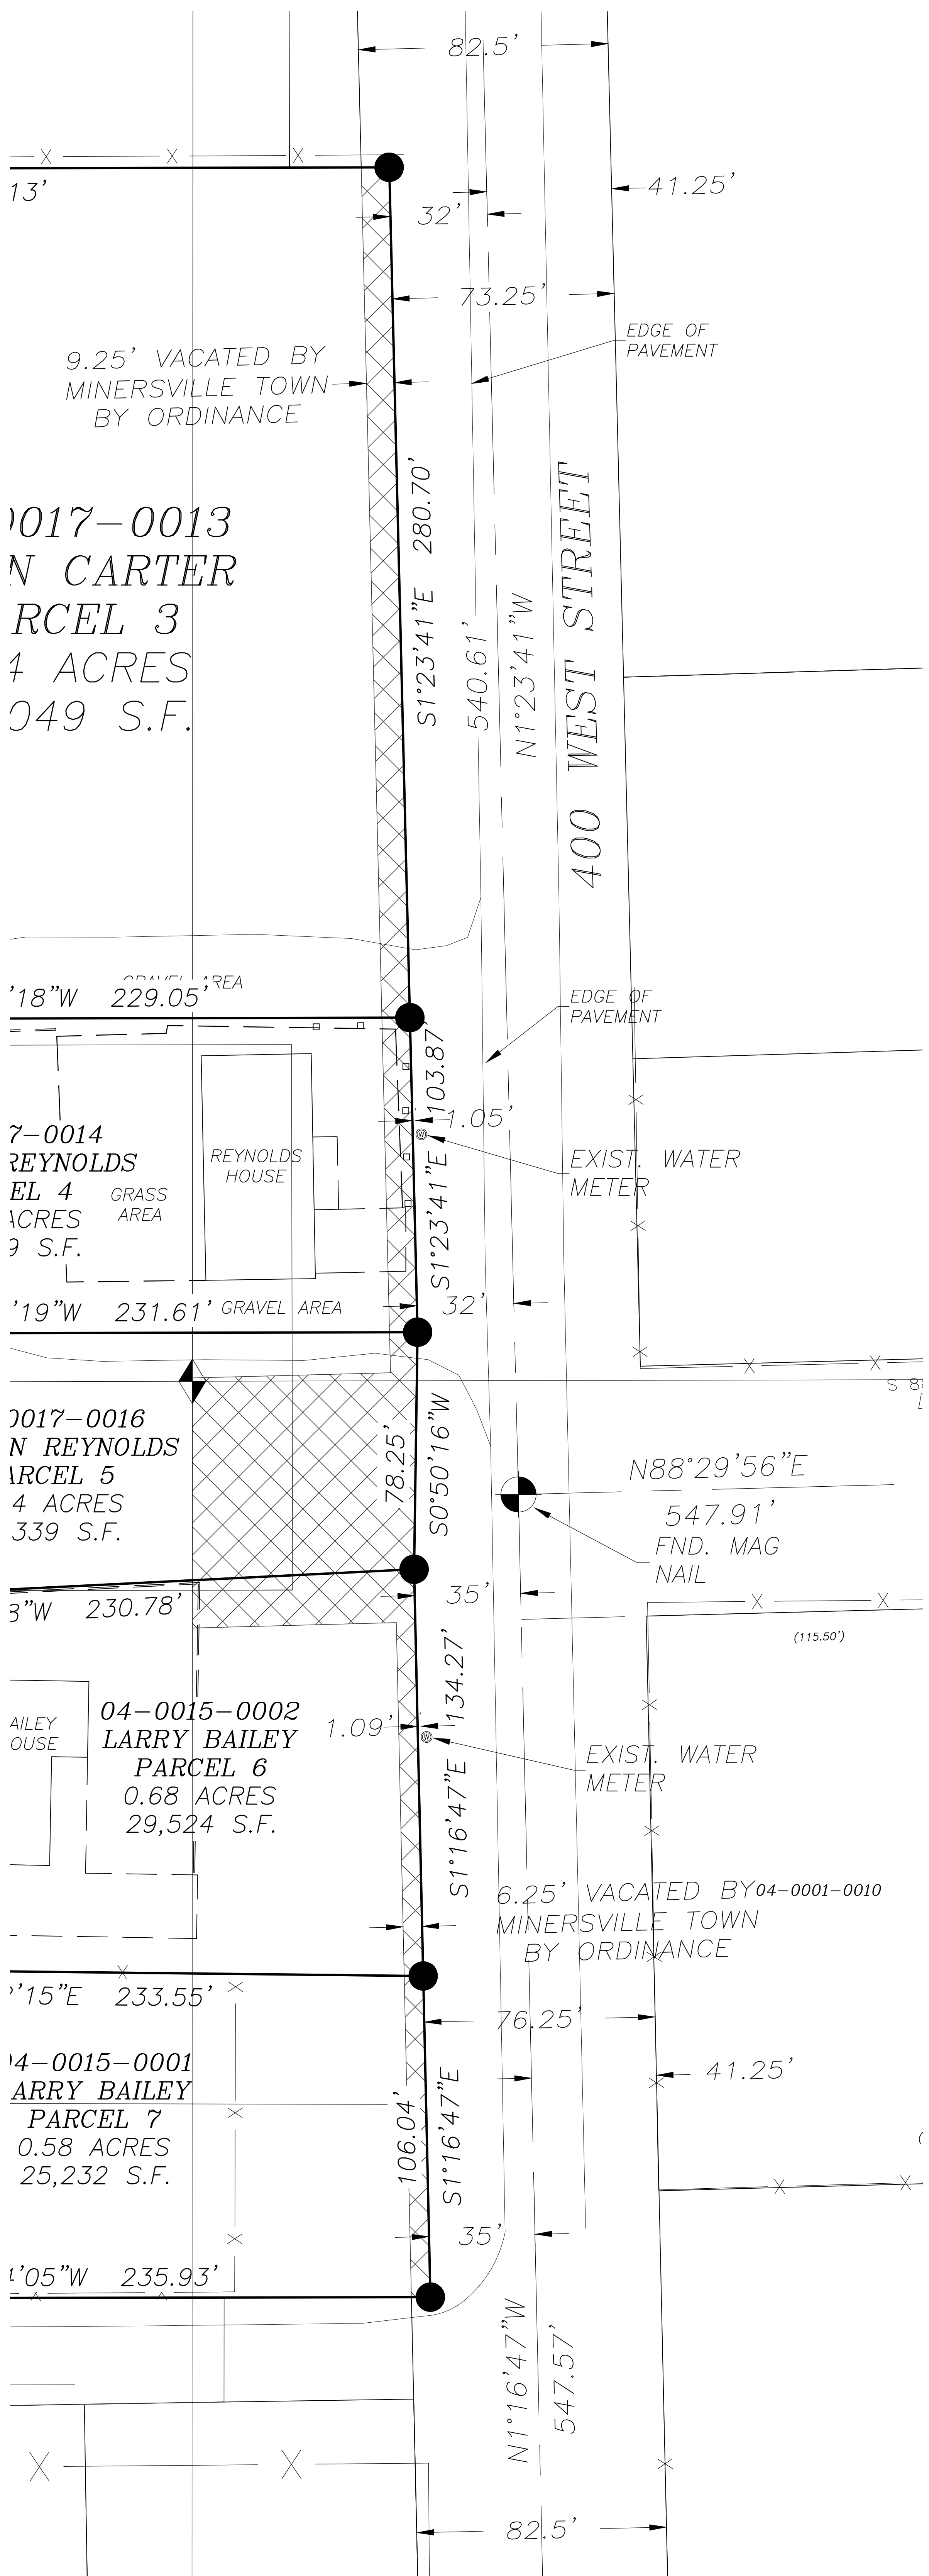 82.5'
13'
41.25'
32'
73.25'
EDGE OF
PAVEMENT
9.25' VACATED BY
MINERSVILLE TOWN
BY ORDINANCE
S1°23'41"E 280.70'
540.61'
N1°23'41"W
400 WEST STREET
0017-0013
N CARTER
RCEL 3
4 ACRES
049 S.F.
GRAVEL AREA
'18"W 229.05'
EDGE OF
PAVEMENT
S1°23'41"E 103.87'
1.05'
EXIST. WATER
METER
W
7-0014
REYNOLDS
EL 4
ACRES
9 S.F.
GRASS
AREA
REYNOLDS
HOUSE
'19"W 231.61'
GRAVEL AREA
32'
S 8
0017-0016
N REYNOLDS
ARCEL 5
4 ACRES
339 S.F.
78.25'
S0°50'16"W
N88°29'56"E
547.91'
FND. MAG
NAIL
8"W 230.78'
35'
(115.50')
AILEY
OUSE
04-0015-0002
LARRY BAILEY
PARCEL 6
0.68 ACRES
29,524 S.F.
1.09'
S1°16'47"E 134.27'
W
EXIST. WATER
METER
6.25' VACATED BY
MINERSVILLE TOWN
BY ORDINANCE
04-0001-0010
'15"E 233.55'
76.25'
41.25'
04-0015-0001
ARRY BAILEY
PARCEL 7
0.58 ACRES
25,232 S.F.
106.04'
S1°16'47"E
35'
'05"W 235.93'
N1°16'47"W
547.57'
82.5'